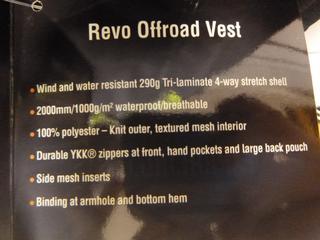 Revo Offroad Vest
• Wind and water resistant 290g Tri-laminate 4-way stretch shell
• 2000mm/1000g/m² waterproof/breathable
• 100% polyester – Knit outer, textured mesh interior
• Durable YKK® zippers at front, hand pockets and large back pouch
• Side mesh inserts
• Binding at armhole and bottom hem